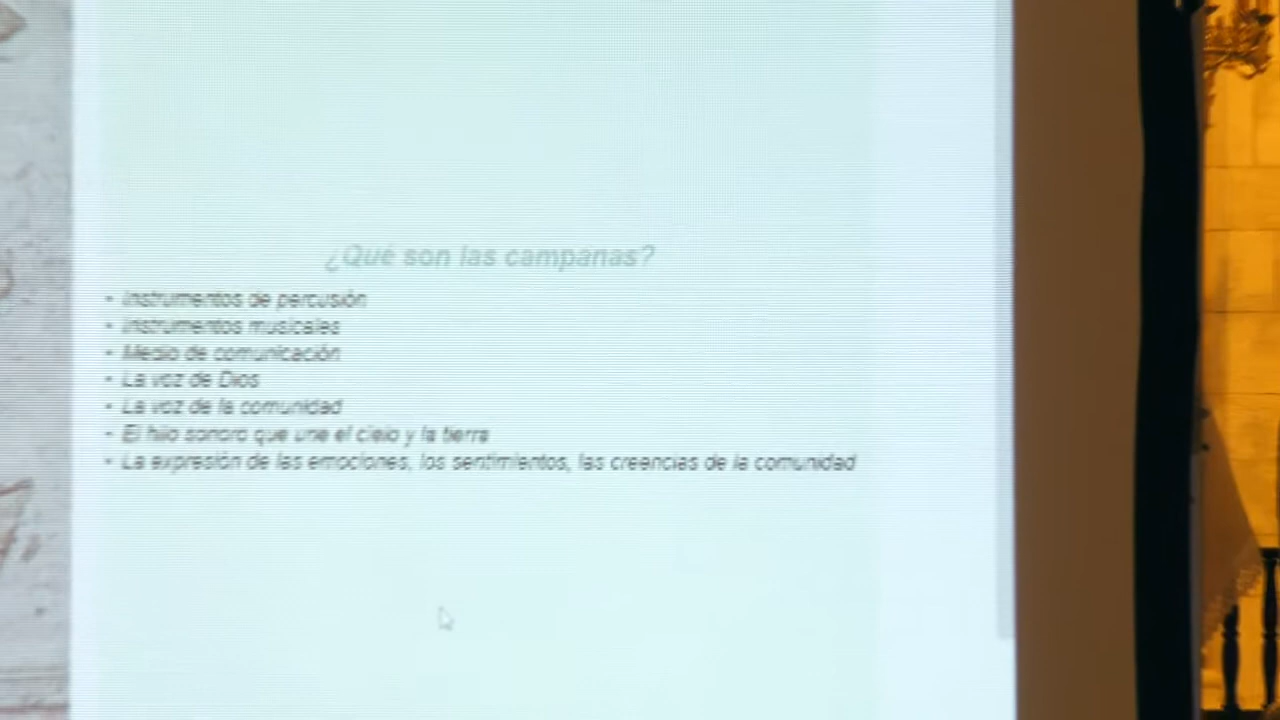 ¿Qué son las campanas?
• Instrumentos de percusión
• Instrumentos musicales
• Medio de comunicación
• La voz de Dios
• La voz de la comunidad
• El hilo sonoro que une el cielo y la tierra
• La expresión de las emociones, los sentimientos, las creencias de la comunidad